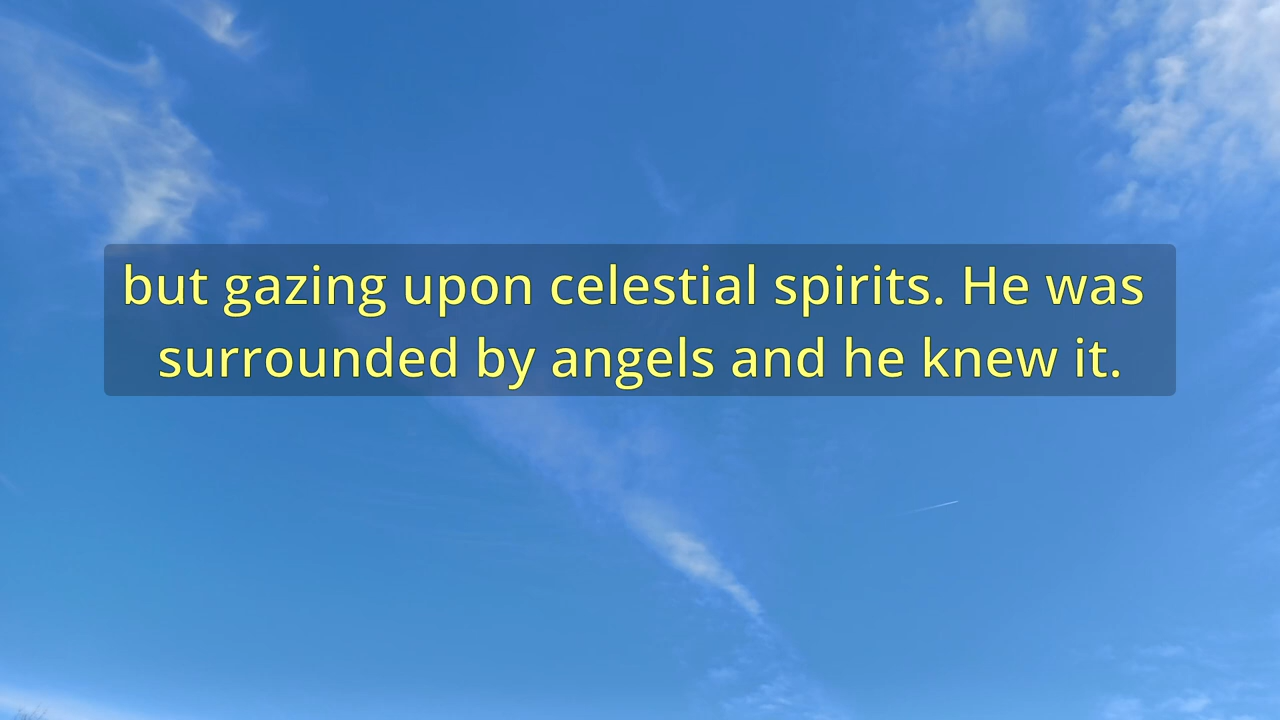 but gazing upon celestial spirits. He was
surrounded by angels and he knew it.